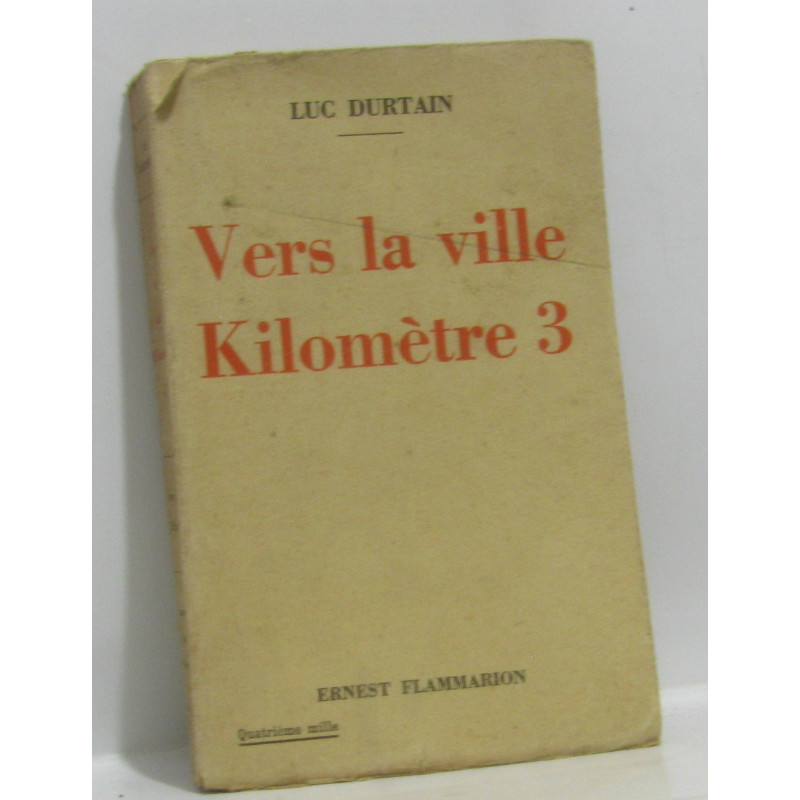 LUC DURTAIN
Vers la ville
Kilomètre 3
ERNEST FLAMMARION
Quatrième mille